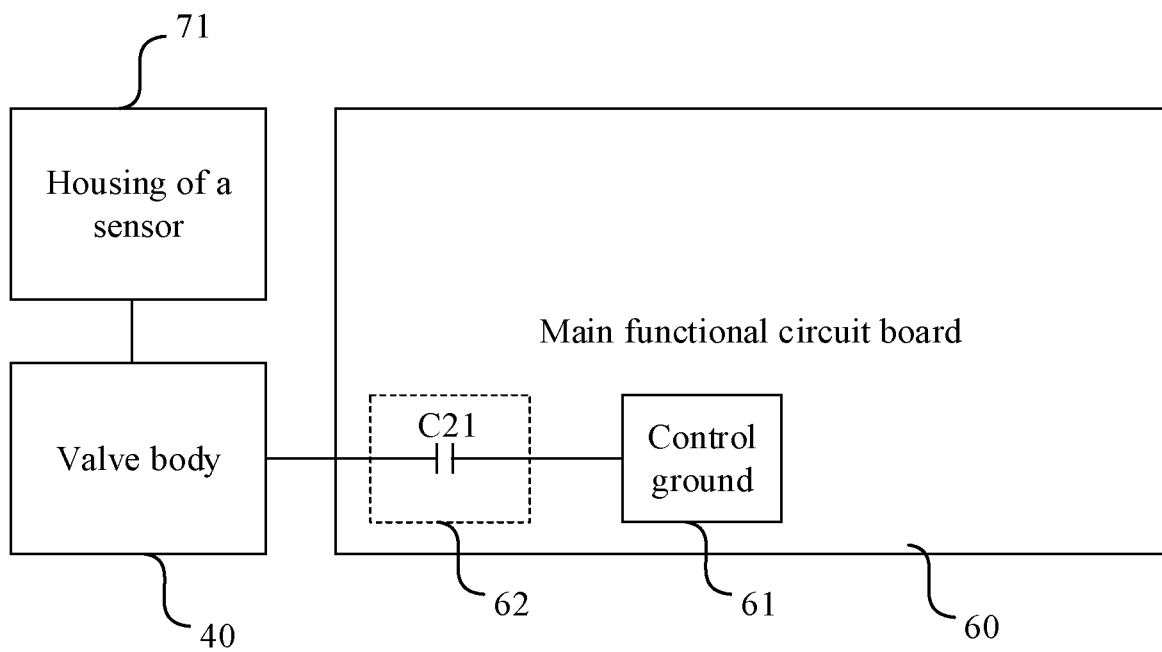 71
Housing of a
sensor
Main functional circuit board
Valve body
C21
Control
ground
62
61
60
40